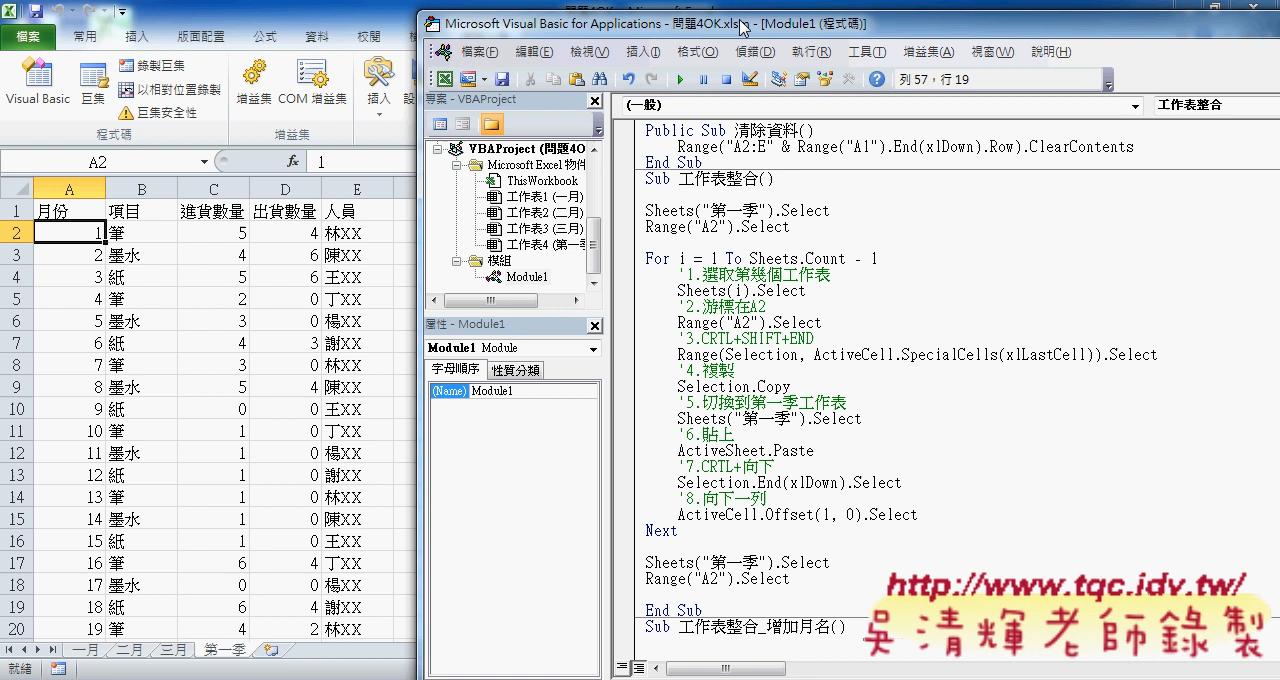 Microsoft Visual Basic for Applications - 問題4OK.xlsm - [Module1 (程式碼)]
檔案 常用 插入 版面配置 公式 資料 校閱
檔案(F) 編輯(E) 檢視(V) 插入(I) 格式(O) 偵錯(D) 執行(R) 工具(T) 增益集(A) 視窗(W) 說明(H)
Visual Basic 巨集 錄製巨集 以相對位置錄製 巨集安全性 增益集 COM 增益集 插入
程式碼 增益集
列 57，行 19
專案 - VBAProject
(一般) 工作表整合
VBAProject (問題4O
Microsoft Excel 物件
ThisWorkbook
工作表1 (一月)
工作表2 (二月)
工作表3 (三月)
工作表4 (第一季
模組
Module1
屬性 - Module1
Module1 Module
字母順序 性質分類
(Name) Module1
A2 fx 1
A B C D E
1 月份 項目 進貨數量 出貨數量 人員
2 1 筆 5 4 林XX
3 2 墨水 4 6 陳XX
4 3 紙 5 6 王XX
5 4 筆 2 0 丁XX
6 5 墨水 3 0 楊XX
7 6 紙 4 3 謝XX
8 7 筆 3 0 林XX
9 8 墨水 5 4 陳XX
10 9 紙 0 0 王XX
11 10 筆 1 0 丁XX
12 11 墨水 1 0 楊XX
13 12 紙 1 0 謝XX
14 13 筆 1 0 林XX
15 14 墨水 1 0 陳XX
16 15 紙 1 0 王XX
17 16 筆 6 4 丁XX
18 17 墨水 0 0 楊XX
19 18 紙 6 4 謝XX
20 19 筆 4 2 林XX
一月 二月 三月 第一季
就緒
Public Sub 清除資料()
Range("A2:E" & Range("A1").End(xlDown).Row).ClearContents
End Sub
Sub 工作表整合()
Sheets("第一季").Select
Range("A2").Select
For i = 1 To Sheets.Count - 1
'1.選取第幾個工作表
Sheets(i).Select
'2.游標在A2
Range("A2").Select
'3.CRTL+SHIFT+END
Range(Selection, ActiveCell.SpecialCells(xlLastCell)).Select
'4.複製
Selection.Copy
'5.切換到第一季工作表
Sheets("第一季").Select
'6.貼上
ActiveSheet.Paste
'7.CRTL+向下
Selection.End(xlDown).Select
'8.向下一列
ActiveCell.Offset(1, 0).Select
Next
Sheets("第一季").Select
Range("A2").Select
End Sub
Sub 工作表整合_增加月名()
http://www.tqc.idv.tw/
吳清輝老師錄製